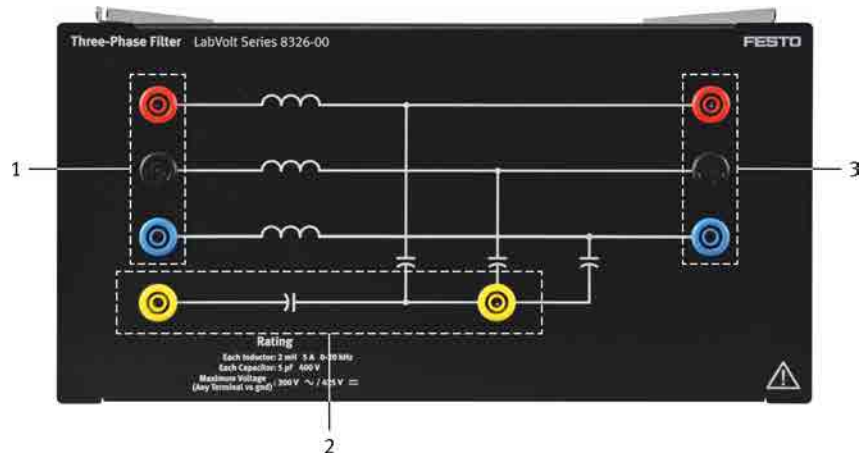 Three-Phase Filter LabVolt Series 8326-00
FESTO
1
3
Rating
Each Inductor: 2 mH 5 A 0-20 kHz
Each Capacitor: 5 µF 400 V
Maximum Voltage
(Any Terminal vs gnd) : 300 V ∼ / 425 V ⎓
2